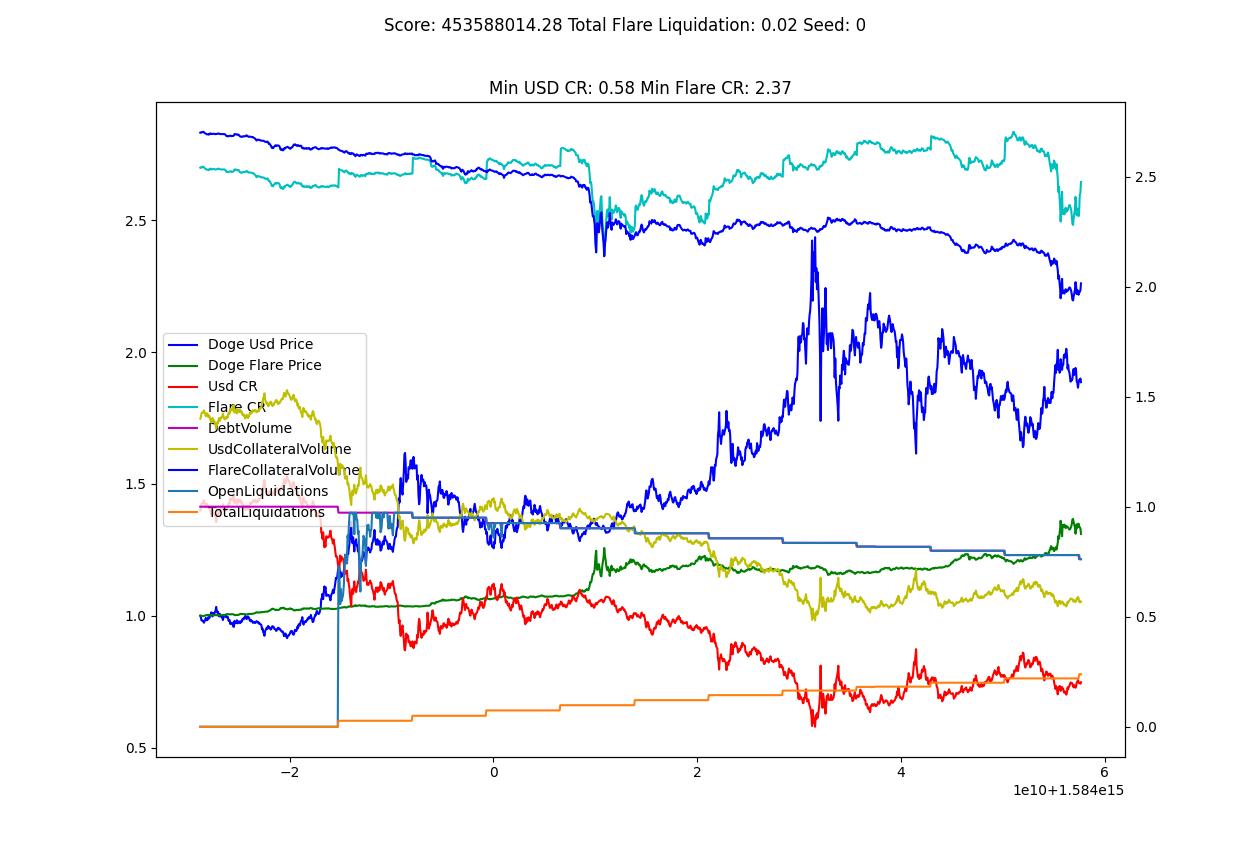 Score: 453588014.28 Total Flare Liquidation: 0.02 Seed: 0
Min USD CR: 0.58 Min Flare CR: 2.37
2.5
2.0
1.5
1.0
0.5
2.5
2.0
1.5
1.0
0.5
0.0
Doge Usd Price
Doge Flare Price
Usd CR
Flare CR
DebtVolume
UsdCollateralVolume
FlareCollateralVolume
OpenLiquidations
TotalLiquidations
−2 0 2 4 6
1e10+1.584e15